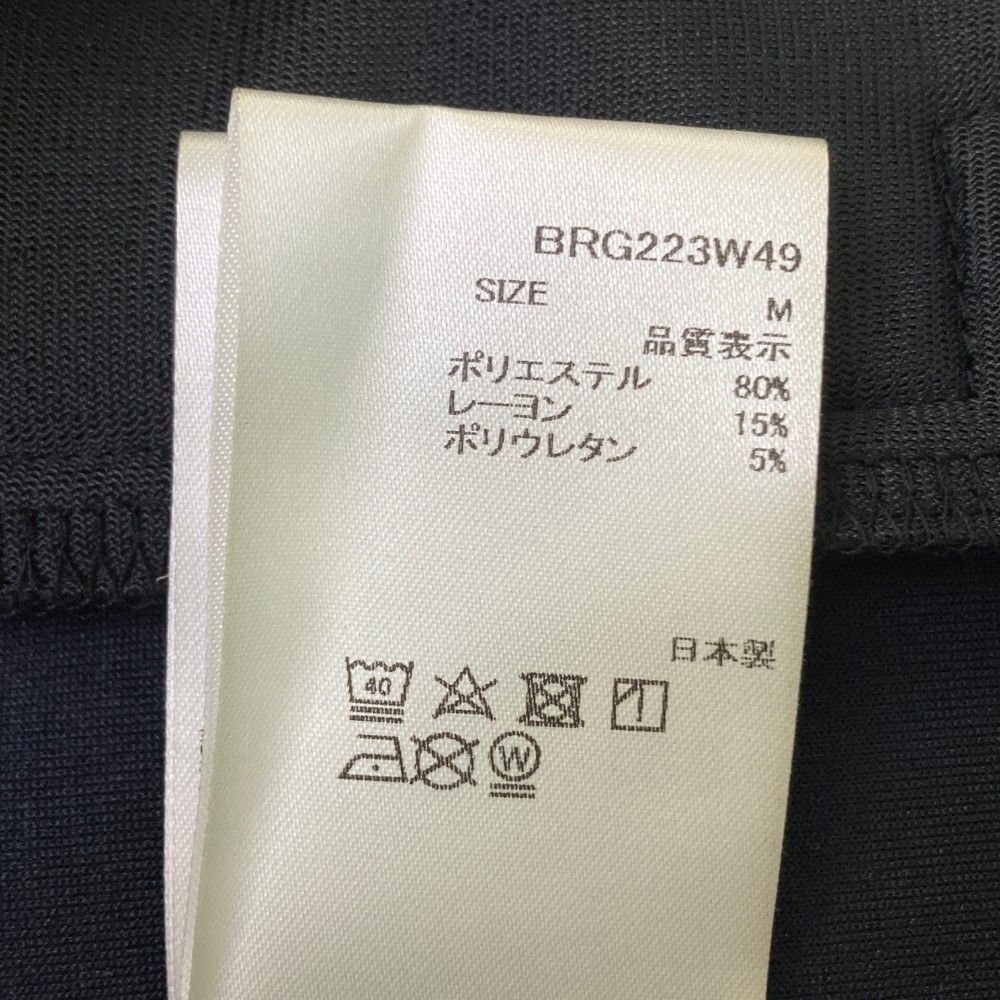 BRG223W49
SIZE M
品質表示
ポリエステル 80%
レーヨン 15%
ポリウレタン 5%
日本製
40
W